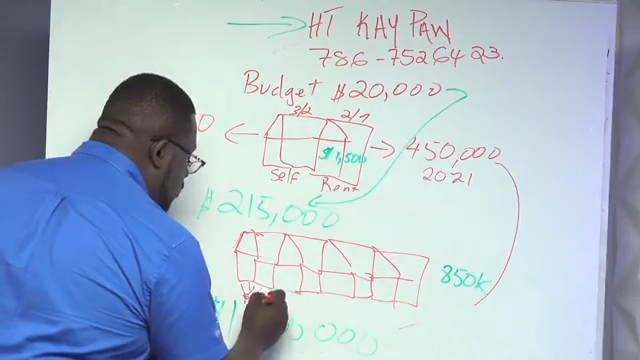 HT KAY PAW
786-7526423.
Budget $20,000
3/2 2/1
$1,500
450,000
2021
Self Rent
$215,000
850K